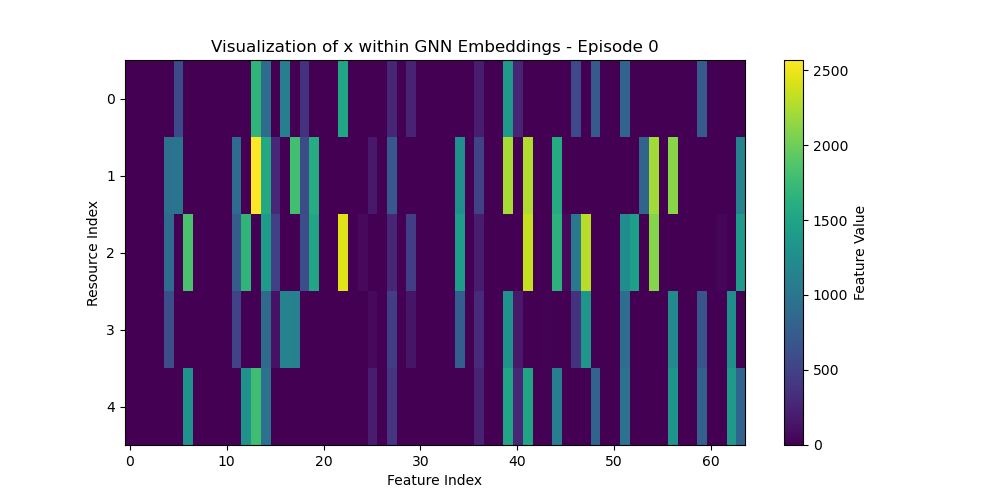 Visualization of x within GNN Embeddings - Episode 0
Resource Index
0
1
2
3
4
0 10 20 30 40 50 60
Feature Index
2500
2000
1500
1000
500
0
Feature Value